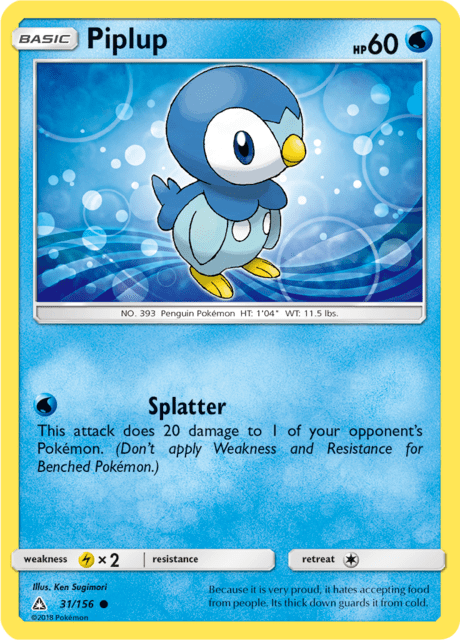 BASIC Piplup HP 60
NO. 393 Penguin Pokémon HT: 1'04" WT: 11.5 lbs.
Splatter
This attack does 20 damage to 1 of your opponent's
Pokémon. (Don't apply Weakness and Resistance for
Benched Pokémon.)
weakness × 2 resistance retreat
Illus. Ken Sugimori
31/156
©2018 Pokémon
Because it is very proud, it hates accepting food
from people. Its thick down guards it from cold.